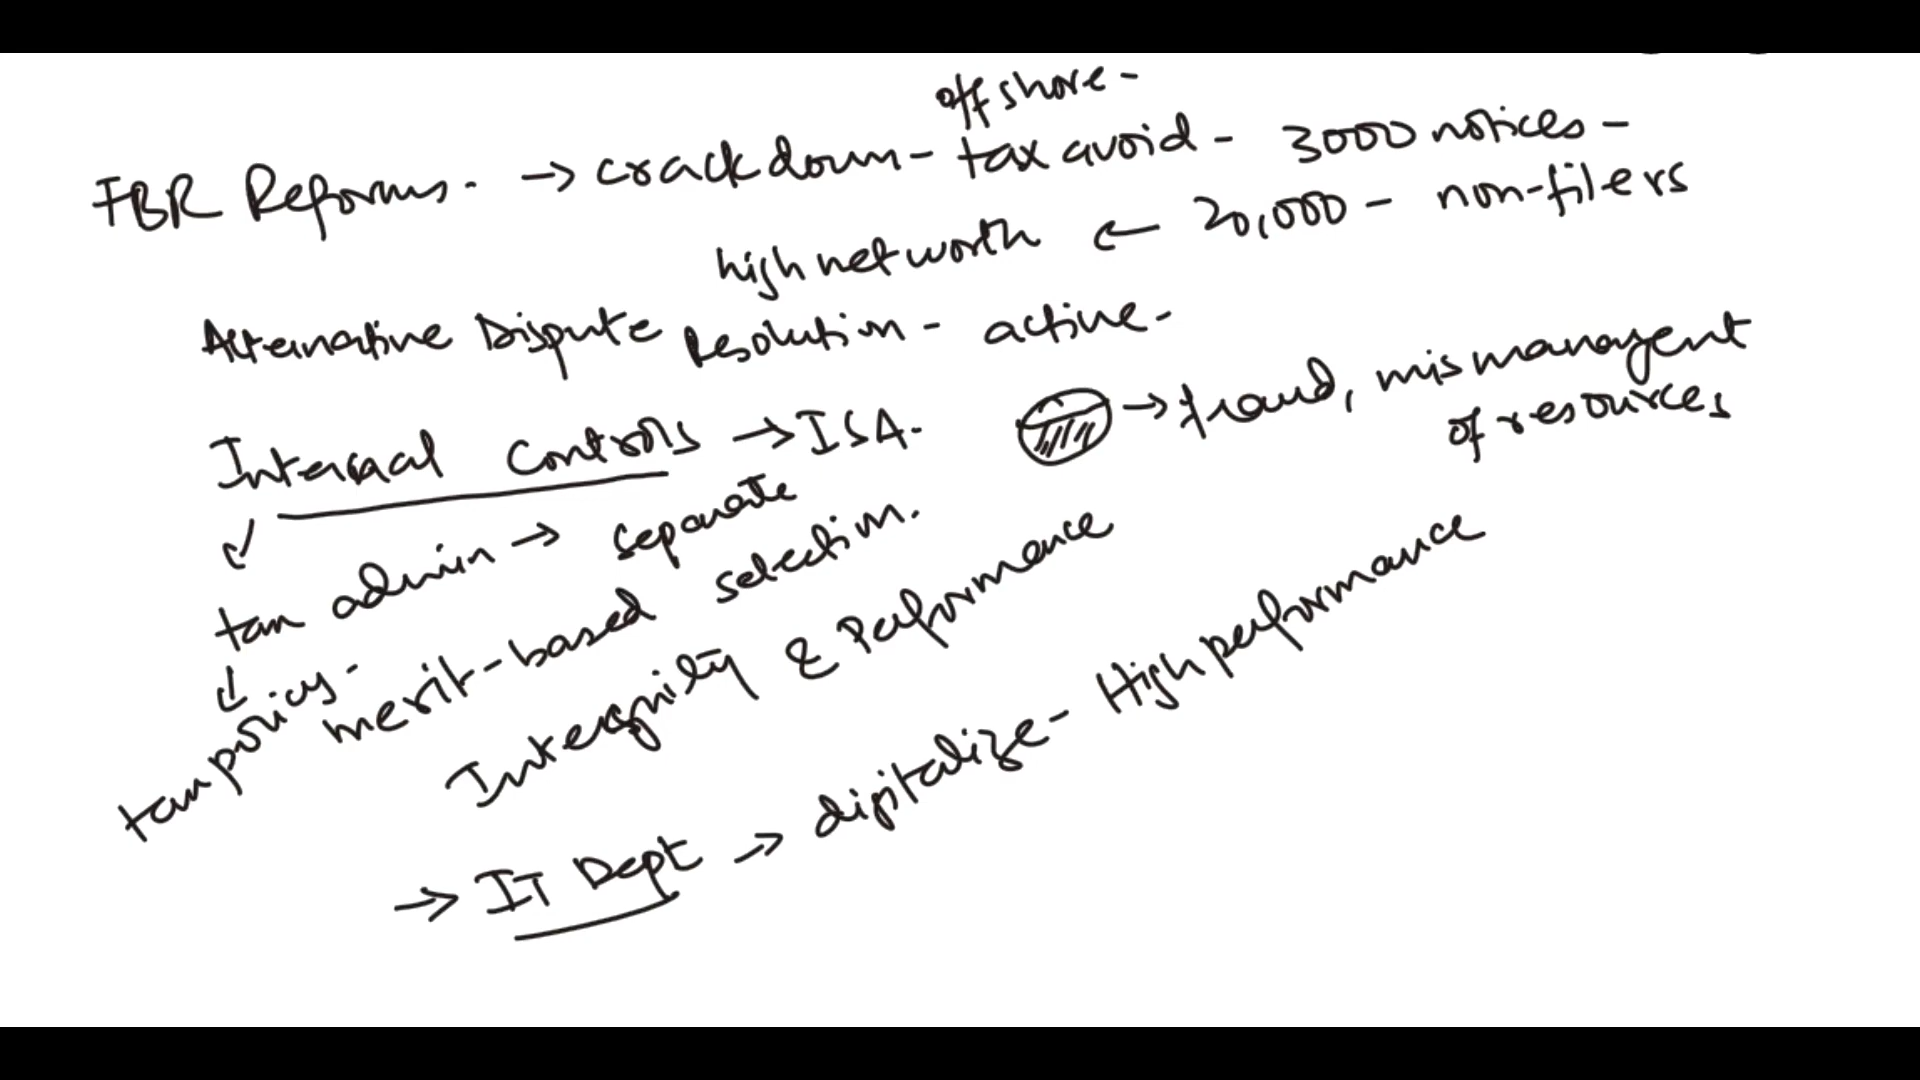 offshore -
FBR Reforms. → crackdown - tax avoid - 3000 notices -
high networth ← 20,000 - non-filers
Alternative Dispute Resolution - active -
Internal Controls → ISA. → fraud, mismanagent
of resources
tax admin → separate
tax policy -
merit-based selection.
Integrity & Performance
→ IT Dept → digitalize - High performance